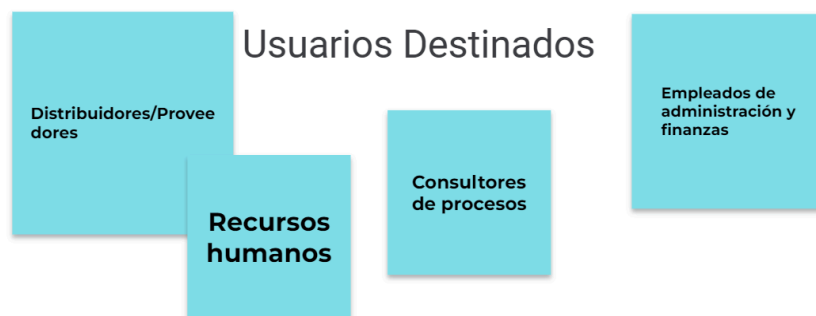 Usuarios Destinados
Distribuidores/Provee
dores
Recursos
humanos
Consultores
de procesos
Empleados de
administración y
finanzas